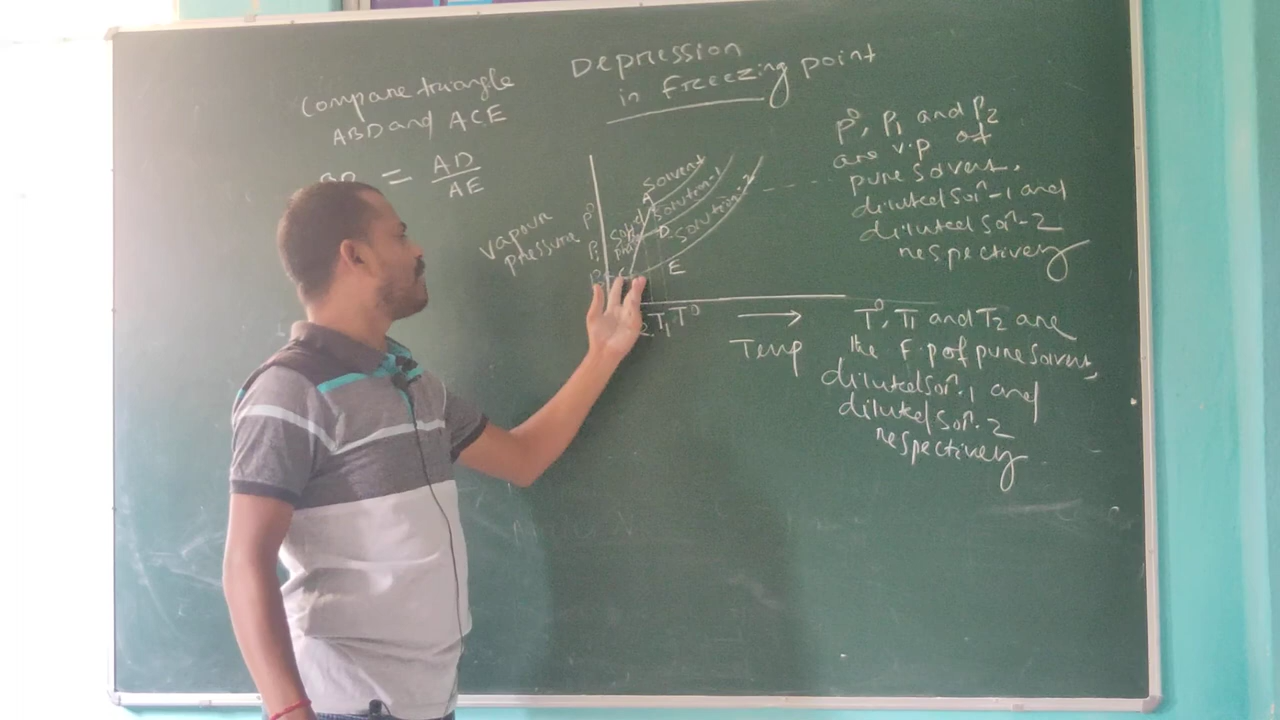 Depression
in freezing point
Compare triangle
ABD and ACE
= AD
AE
Vapour
pressure
P⁰
P₁
Solvent
Solution-1
Solution-2
A
D
E
C
T₁ T⁰
→
Temp
P⁰, P₁ and P₂
are v.p of
pure solvent,
diluted solⁿ-1 and
diluted solⁿ-2
respectively
T⁰, T₁ and T₂ are
the f.p of pure solvent,
diluted solⁿ-1 and
diluted solⁿ-2
respectively